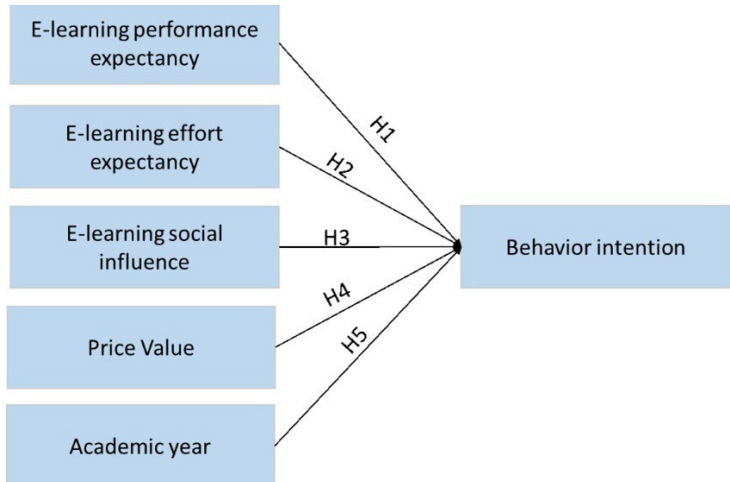 E-learning performance
expectancy
H1
E-learning effort
expectancy
H2
E-learning social
influence
H3
Behavior intention
Price Value
H4
Academic year
H5